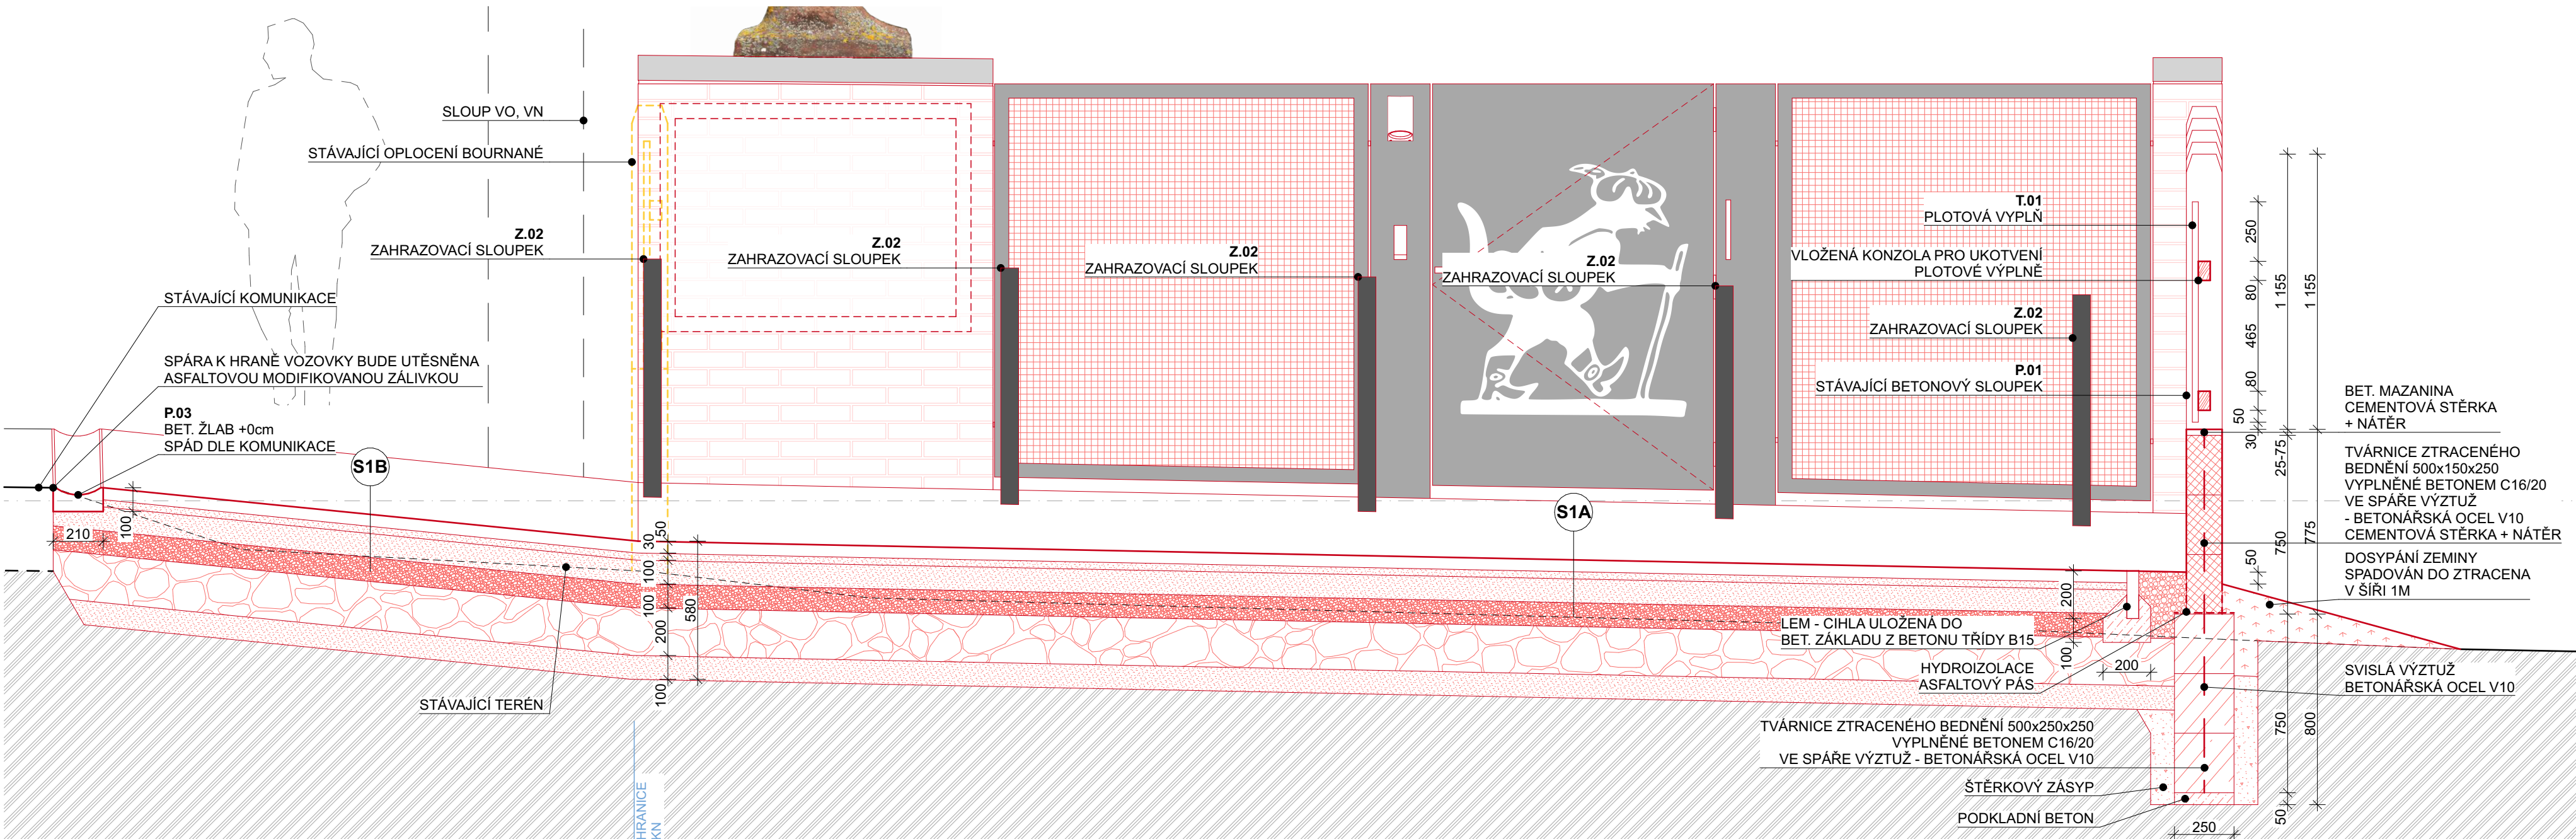 SLOUP VO, VN
STÁVAJÍCÍ OPLOCENÍ BOURNANÉ
Z.02
ZAHRAZOVACÍ SLOUPEK
Z.02
ZAHRAZOVACÍ SLOUPEK
Z.02
ZAHRAZOVACÍ SLOUPEK
Z.02
ZAHRAZOVACÍ SLOUPEK
T.01
PLOTOVÁ VYPLŇ
VLOŽENÁ KONZOLA PRO UKOTVENÍ
PLOTOVÉ VÝPLNĚ
Z.02
ZAHRAZOVACÍ SLOUPEK
P.01
STÁVAJÍCÍ BETONOVÝ SLOUPEK
STÁVAJÍCÍ KOMUNIKACE
SPÁRA K HRANĚ VOZOVKY BUDE UTĚSNĚNA
ASFALTOVOU MODIFIKOVANOU ZÁLIVKOU
P.03
BET. ŽLAB +0cm
SPÁD DLE KOMUNIKACE
S1B
S1A
210
100
50
30
100
100
200
100
580
STÁVAJÍCÍ TERÉN
HRANICE
KN
200
100
200
LEM - CIHLA ULOŽENÁ DO
BET. ZÁKLADU Z BETONU TŘÍDY B15
HYDROIZOLACE
ASFALTOVÝ PÁS
TVÁRNICE ZTRACENÉHO BEDNĚNÍ 500x250x250
VYPLNĚNÉ BETONEM C16/20
VE SPÁŘE VÝZTUŽ - BETONÁŘSKÁ OCEL V10
ŠTĚRKOVÝ ZÁSYP
PODKLADNÍ BETON
250
250
80
465
80
50
30
1 155
25-75
750
50
750
50
1 155
775
800
BET. MAZANINA
CEMENTOVÁ STĚRKA
+ NÁTĚR
TVÁRNICE ZTRACENÉHO
BEDNĚNÍ 500x150x250
VYPLNĚNÉ BETONEM C16/20
VE SPÁŘE VÝZTUŽ
- BETONÁŘSKÁ OCEL V10
CEMENTOVÁ STĚRKA + NÁTĚR
DOSYPÁNÍ ZEMINY
SPADOVÁN DO ZTRACENA
V ŠÍŘI 1M
SVISLÁ VÝZTUŽ
BETONÁŘSKÁ OCEL V10